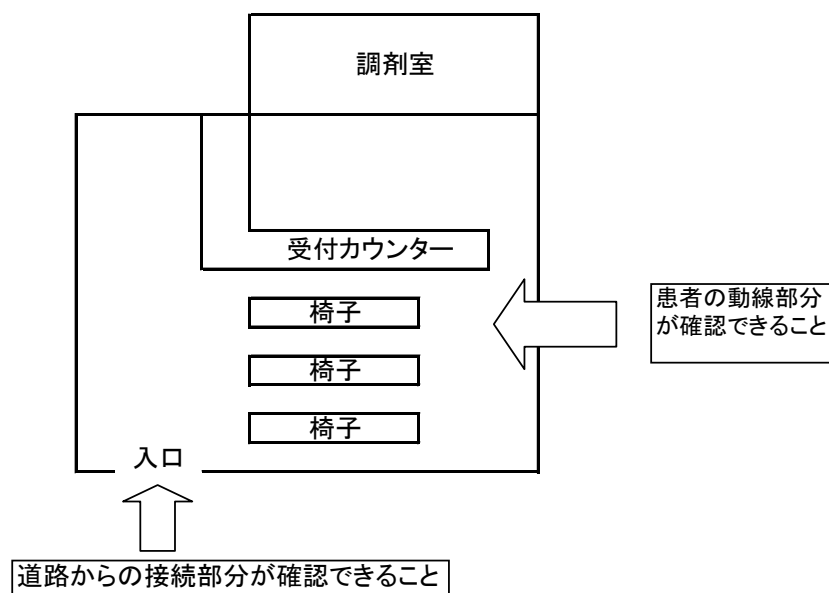 調剤室
受付カウンター
椅子
患者の動線部分
が確認できること
椅子
椅子
入口
道路からの接続部分が確認できること